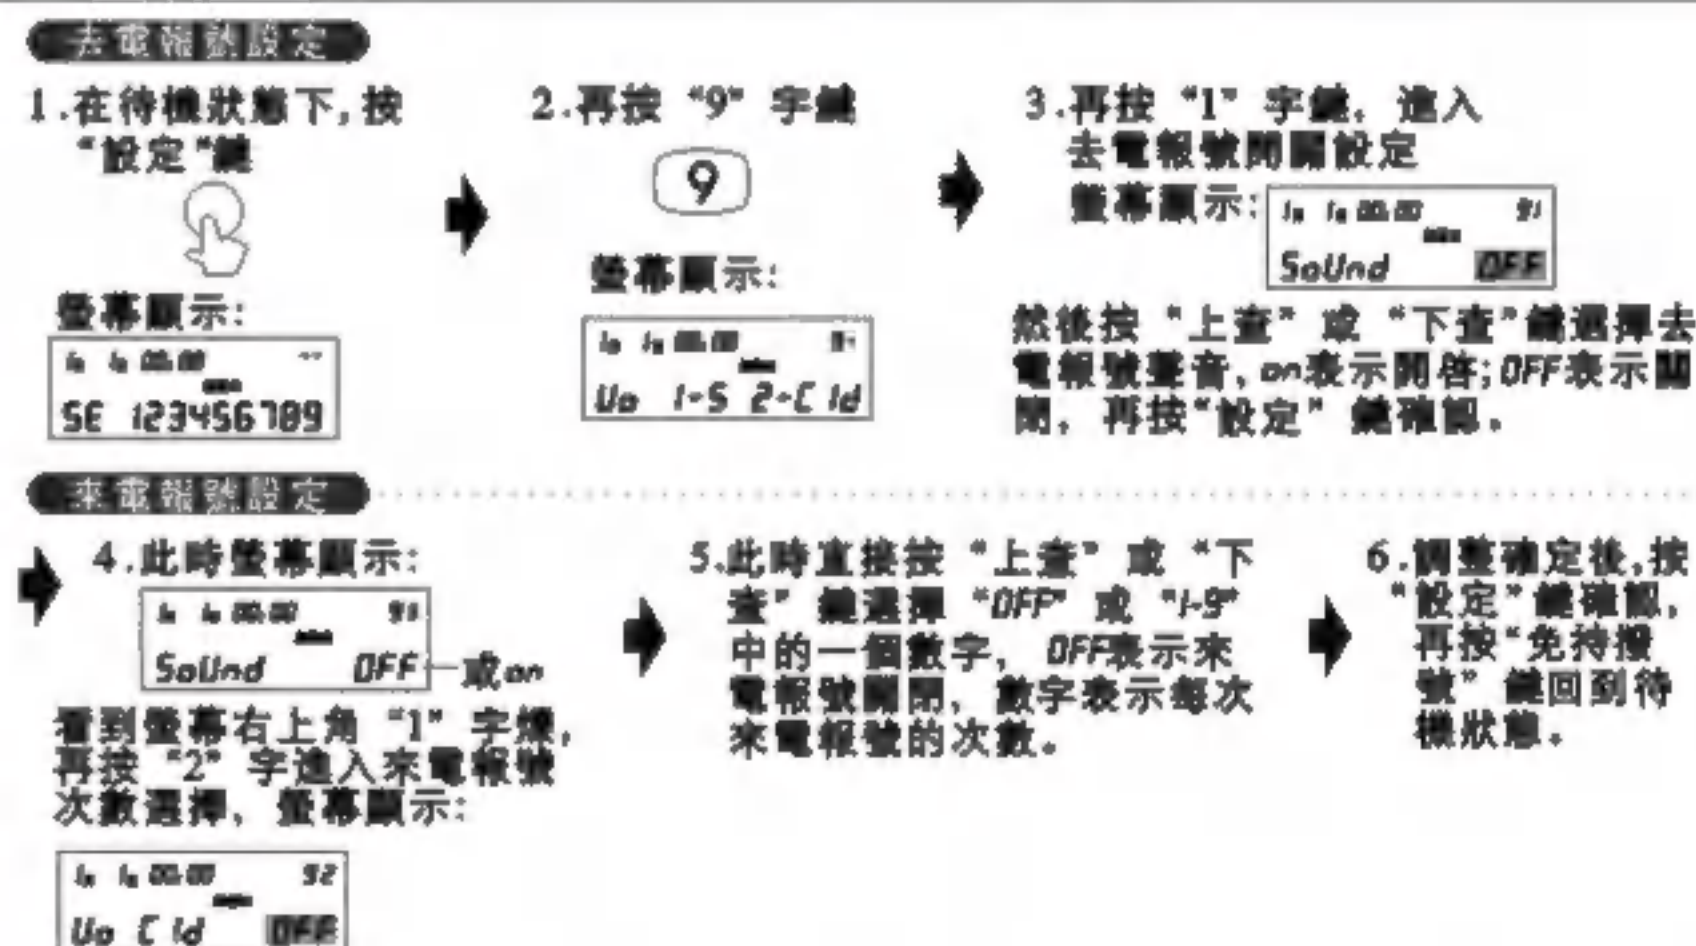 去電報號設定
1.在待機狀態下,按
“設定”鍵
螢幕顯示:
SE 123456789
2.再按“9”字鍵
9
螢幕顯示:
Uo 1-S 2-C Id
3.再按“1”字鍵，進入
去電報號開關設定
螢幕顯示:
91
SoUnd OFF
然後按“上查”或“下查”鍵選擇去
電報號聲音，on表示開啓;OFF表示關
閉，再按“設定”鍵確認。
來電報號設定
4.此時螢幕顯示:
SoUnd OFF
或on
看到螢幕右上角“1”字爍，
再按“2”字進入來電報號
次數選擇，螢幕顯示:
92
Uo C Id OFF
5.此時直接按“上查”或“下
查”鍵選擇“OFF”或“1-9”
中的一個數字，OFF表示來
電報號關閉，數字表示每次
來電報號的次數。
6.調整確定後,按
“設定”鍵確認，
再按“免持撥
號”鍵回到待
機狀態。